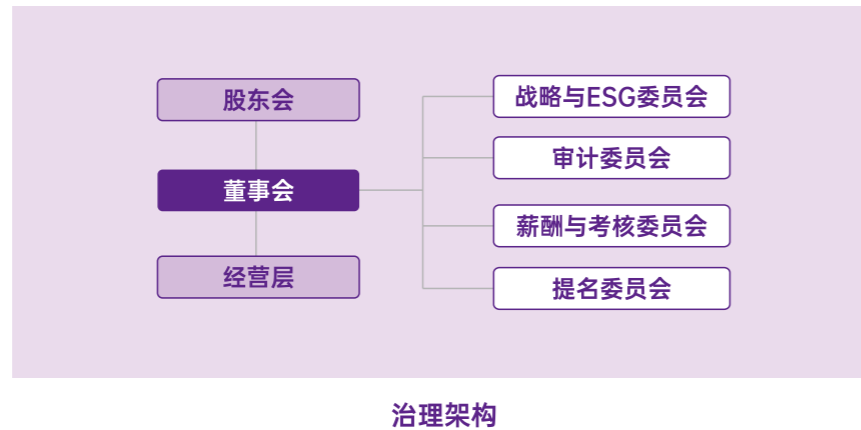 股东会
董事会
经营层
战略与ESG委员会
审计委员会
薪酬与考核委员会
提名委员会
治理架构